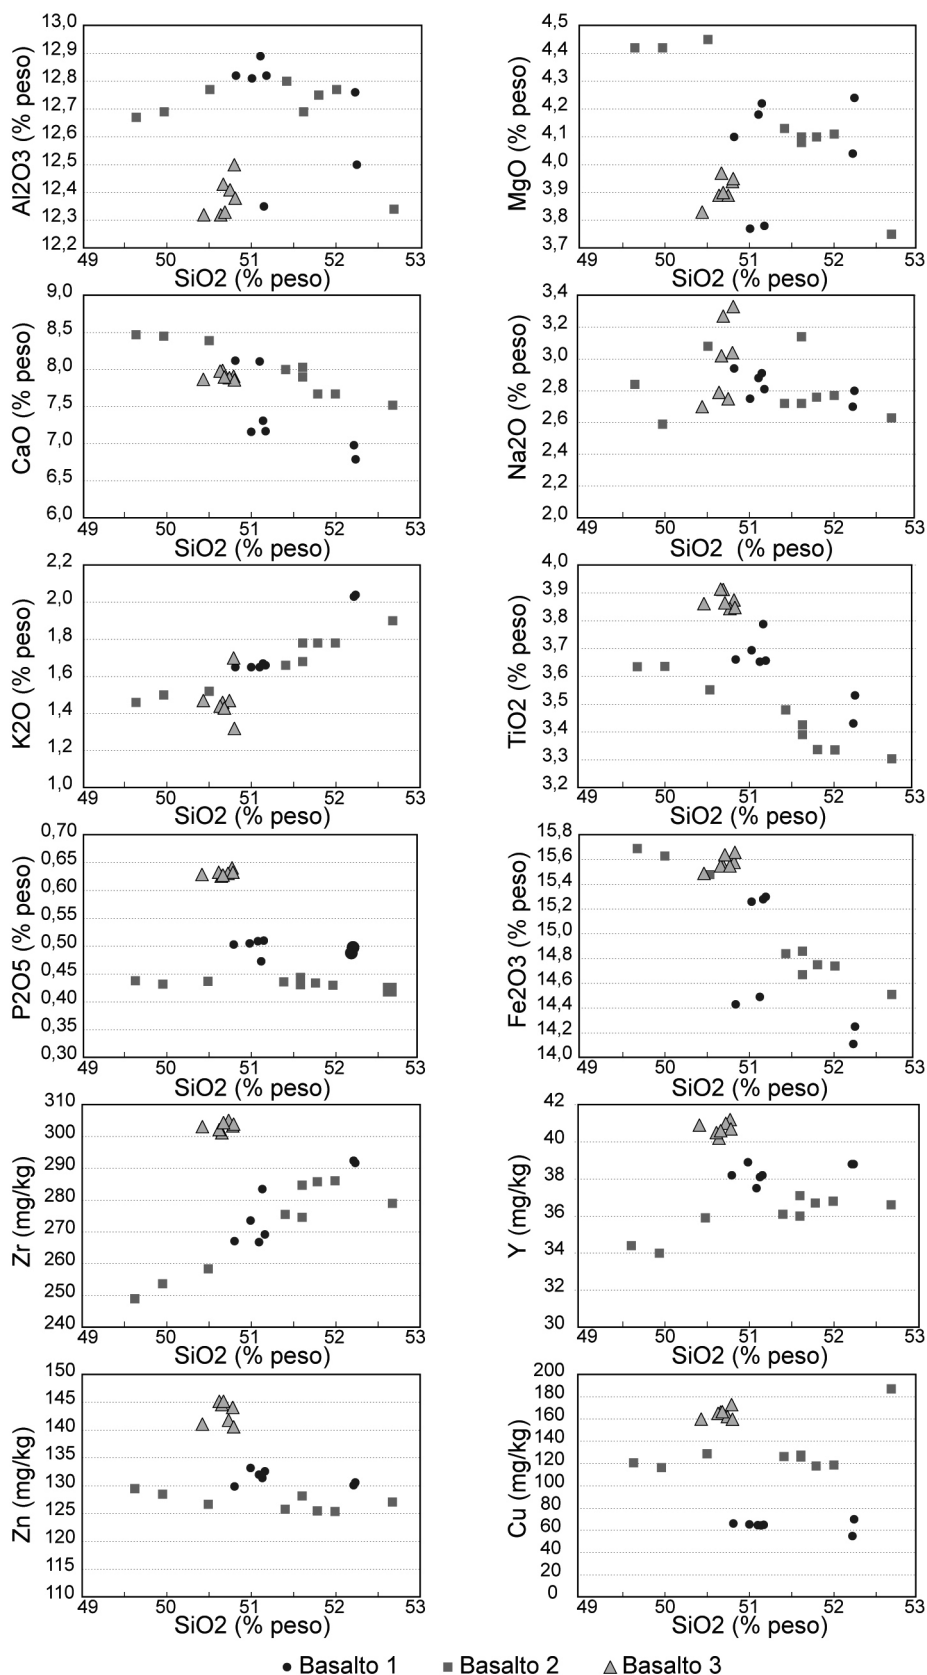 13,0
12,9
12,8
12,7
12,6
12,5
12,4
12,3
12,2
Al2O3 (% peso)
49 50 51 52 53
SiO2 (% peso)
4,5
4,4
4,3
4,2
4,1
4,0
3,9
3,8
3,7
MgO (% peso)
49 50 51 52 53
SiO2 (% peso)
9,0
8,5
8,0
7,5
7,0
6,5
6,0
CaO (% peso)
49 50 51 52 53
SiO2 (% peso)
3,4
3,2
3,0
2,8
2,6
2,4
2,2
2,0
Na2O (% peso)
49 50 51 52 53
SiO2 (% peso)
2,2
2,0
1,8
1,6
1,4
1,2
1,0
K2O (% peso)
49 50 51 52 53
SiO2 (% peso)
4,0
3,9
3,8
3,7
3,6
3,5
3,4
3,3
3,2
TiO2 (% peso)
49 50 51 52 53
SiO2 (% peso)
0,70
0,65
0,60
0,55
0,50
0,45
0,40
0,35
0,30
P2O5 (% peso)
49 50 51 52 53
SiO2 (% peso)
15,8
15,6
15,4
15,2
15,0
14,8
14,6
14,4
14,2
14,0
Fe2O3 (% peso)
49 50 51 52 53
SiO2 (% peso)
310
300
290
280
270
260
250
240
Zr (mg/kg)
49 50 51 52 53
SiO2 (% peso)
42
40
38
36
34
32
30
Y (mg/kg)
49 50 51 52 53
SiO2 (% peso)
150
145
140
135
130
125
120
115
110
Zn (mg/kg)
49 50 51 52 53
SiO2 (% peso)
200
180
160
140
120
100
80
60
40
20
0
Cu (mg/kg)
49 50 51 52 53
SiO2 (% peso)
Basalto 1 Basalto 2 Basalto 3